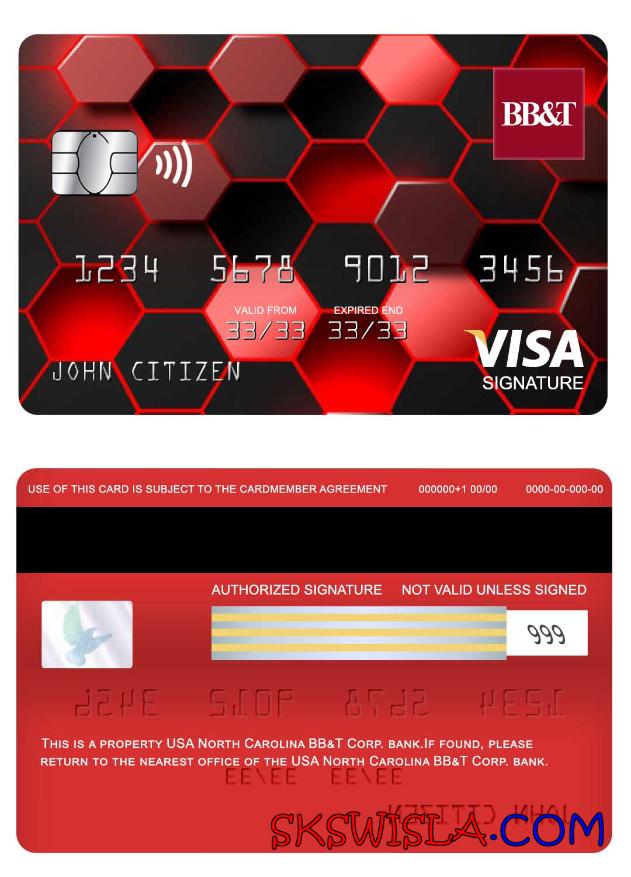 BB&T
1234 5678 9012 3456
VALID FROM EXPIRED END
33/33 33/33
VISA
JOHN CITIZEN
SIGNATURE
USE OF THIS CARD IS SUBJECT TO THE CARDMEMBER AGREEMENT 000000+1 00/00 0000-00-000-00
AUTHORIZED SIGNATURE NOT VALID UNLESS SIGNED
999
THIS IS A PROPERTY USA NORTH CAROLINA BB&T CORP. BANK.IF FOUND, PLEASE
RETURN TO THE NEAREST OFFICE OF THE USA NORTH CAROLINA BB&T CORP. BANK.
SKSWISLA.COM